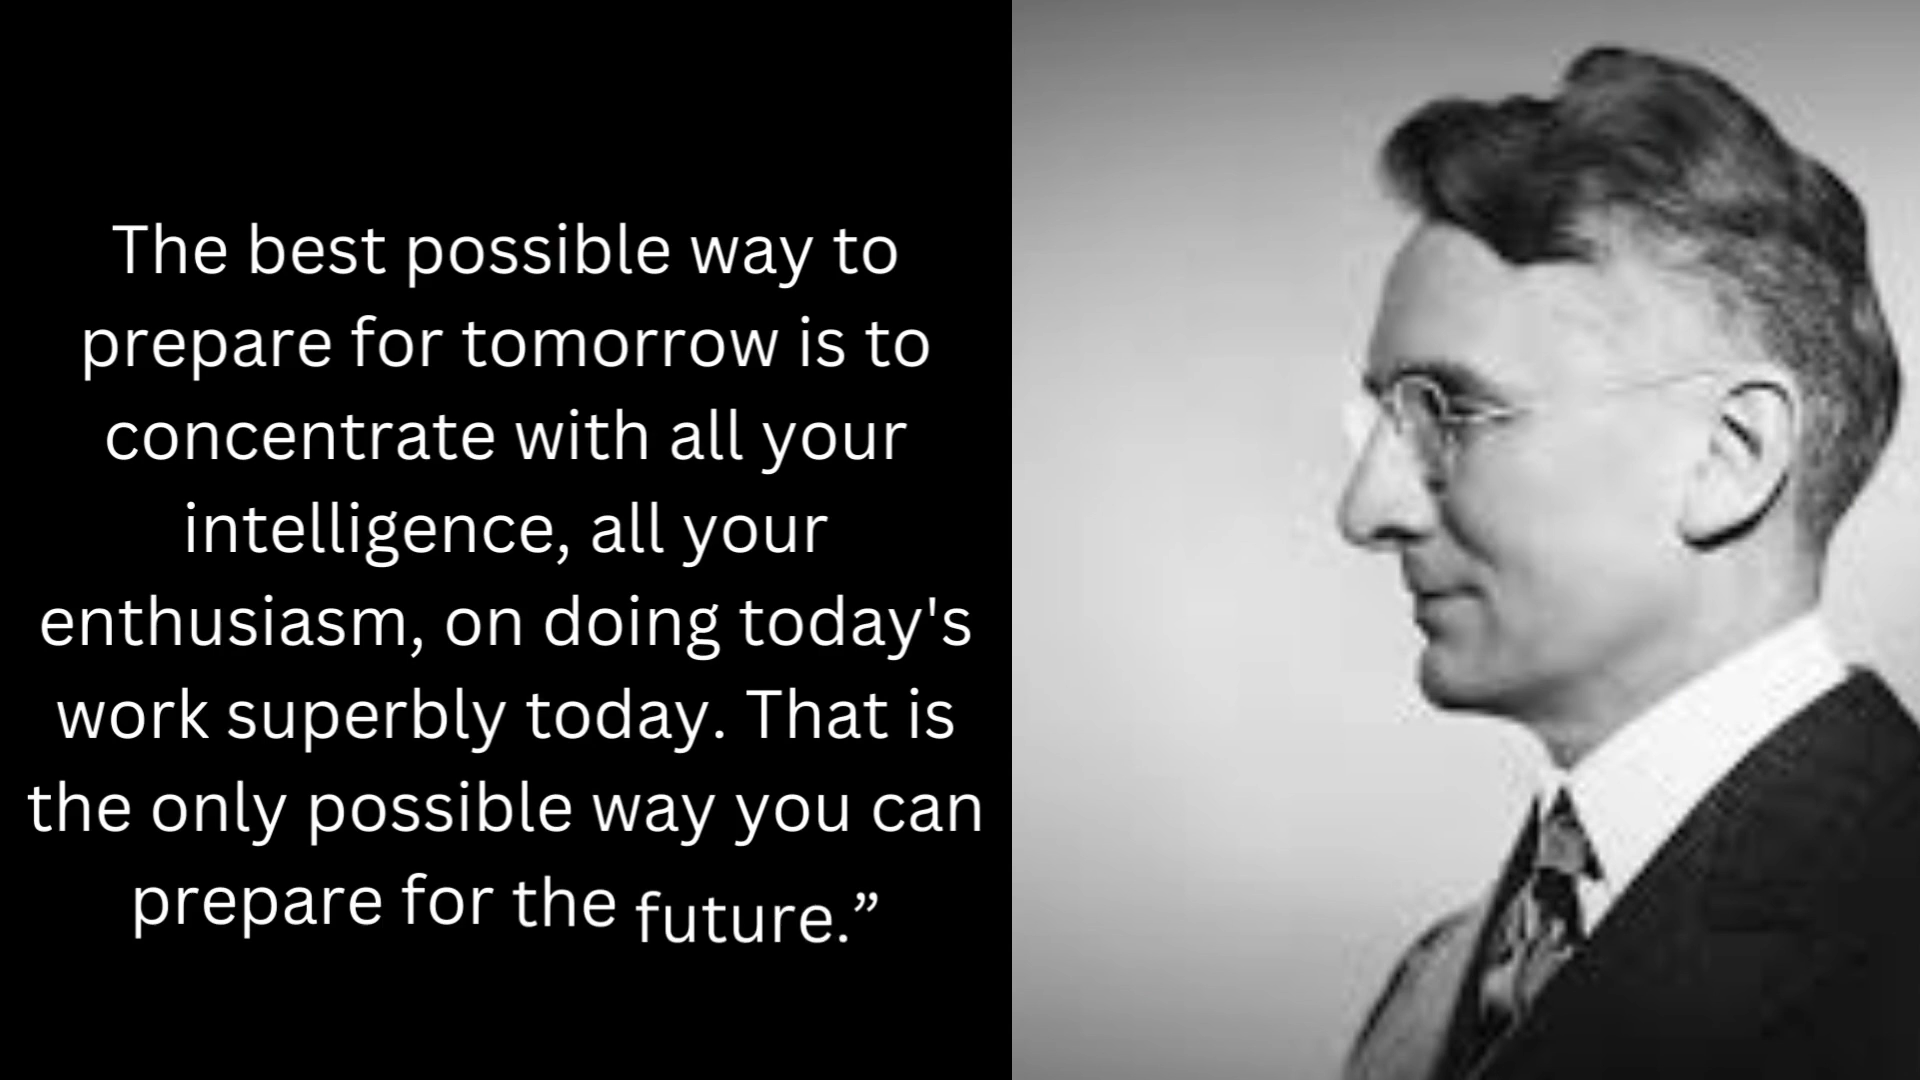 The best possible way to
prepare for tomorrow is to
concentrate with all your
intelligence, all your
enthusiasm, on doing today's
work superbly today. That is
the only possible way you can
prepare for the future.”